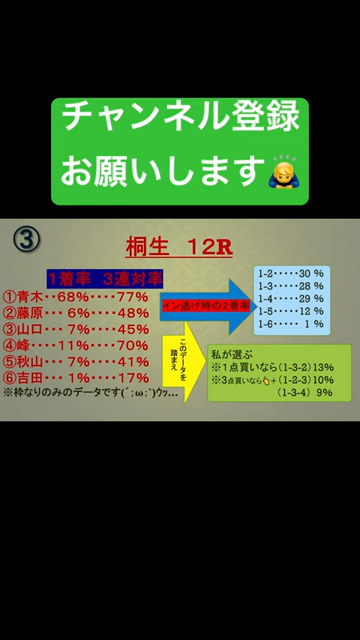 チャンネル登録
お願いします🙇
③
桐生 12R
1着率 3連対率
①青木‥68%‥‥77%
②藤原‥‥6%‥‥48%
③山口‥‥7%‥‥45%
④峰‥‥11%‥‥70%
⑤秋山‥‥7%‥‥41%
⑥吉田‥‥1%‥‥17%
※枠なりのみのデータです(´;ω;`)ウッ…
イン逃げ時の2着率
1-2‥‥‥30 %
1-3‥‥‥28 %
1-4‥‥‥29 %
1-5‥‥‥12 %
1-6‥‥‥ 1 %
このデータを
踏まえ
私が選ぶ
※1点買いなら(1-3-2)13%
※3点買いなら👆+(1-2-3)10%
(1-3-4) 9%